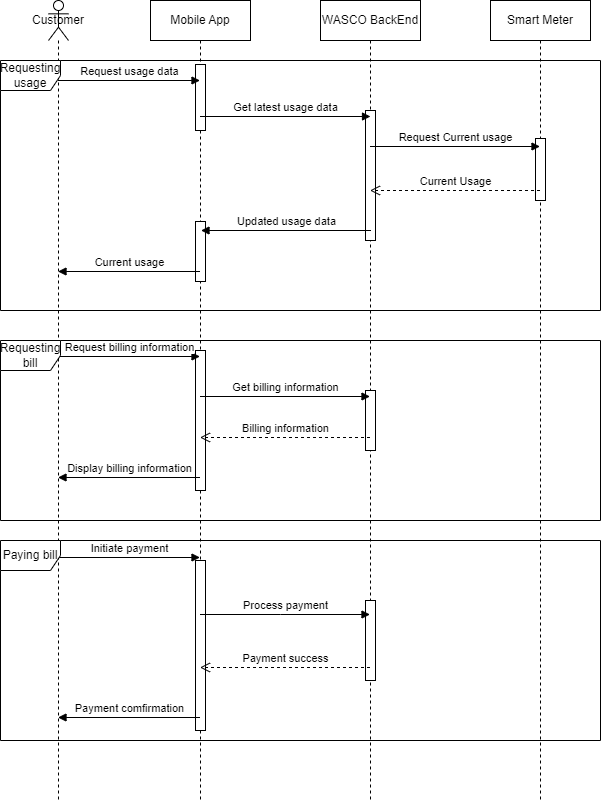 Customer
Mobile App
WASCO BackEnd
Smart Meter
Requesting
usage
Request usage data
Get latest usage data
Request Current usage
Current Usage
Updated usage data
Current usage
Requesting
bill
Request billing information
Get billing information
Billing information
Display billing information
Paying bill
Initiate payment
Process payment
Payment success
Payment comfirmation